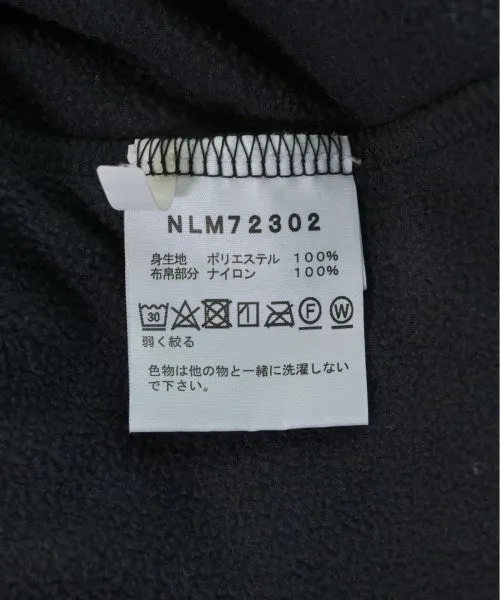 NLM72302
身生地 ポリエステル 100%
布帛部分 ナイロン 100%
30 F W
弱く絞る
色物は他の物と一緒に洗濯しない
で下さい。